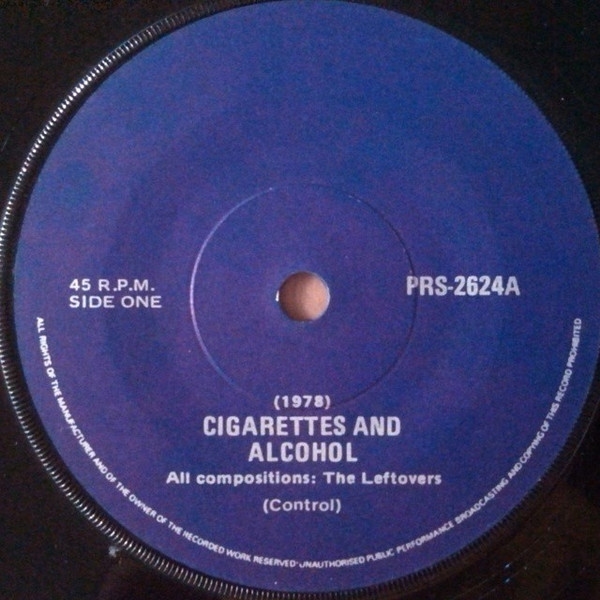 45 R.P.M.
SIDE ONE
PRS-2624A
(1978)
CIGARETTES AND
ALCOHOL
All compositions: The Leftovers
(Control)
ALL RIGHTS OF THE MANUFACTURER AND OF THE OWNER OF THE RECORDED WORK RESERVED·UNAUTHORISED PUBLIC PERFORMANCE BROADCASTING AND COPYING OF THIS RECORD PROHIBITED